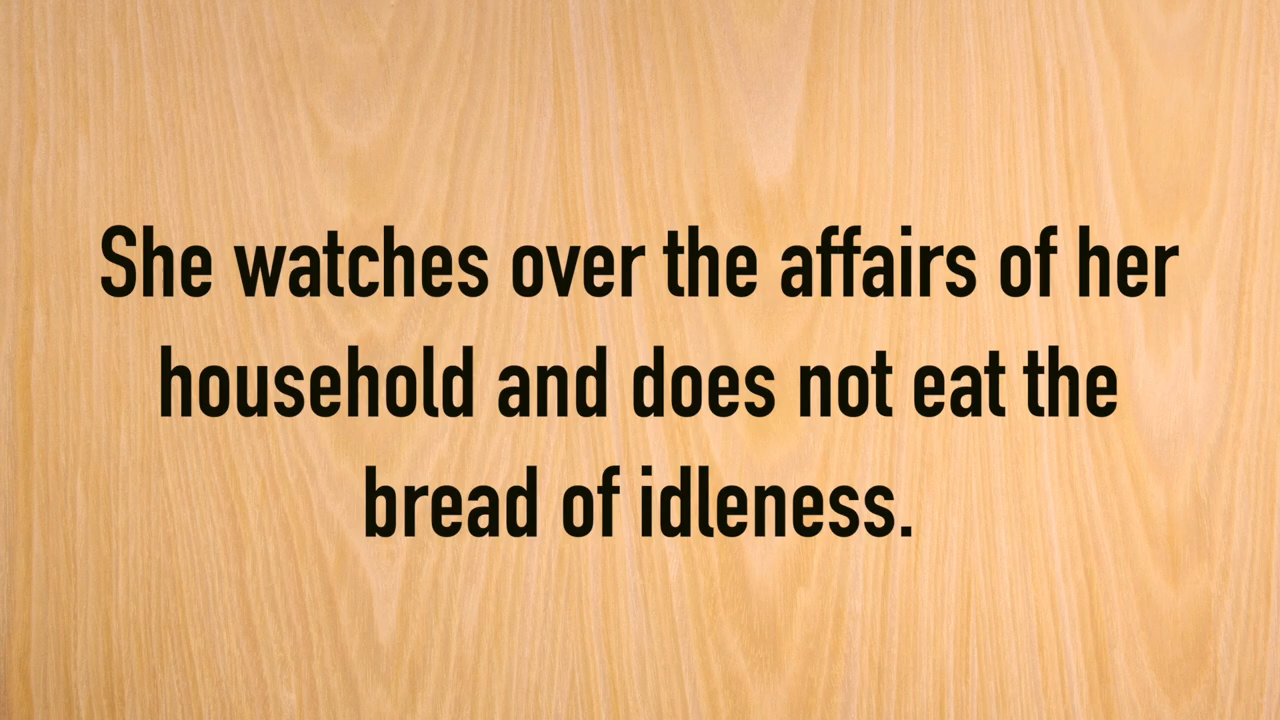 She watches over the affairs of her
household and does not eat the
bread of idleness.